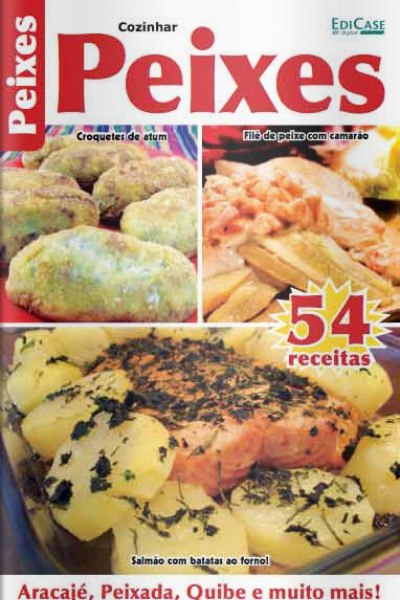 Peixes
Cozinhar
EDICASE
Peixes
Croquetes de atum
Filé de peixe com camarão
54
receitas
Salmão com batatas ao forno!
Aracajé, Peixada, Quibe e muito mais!